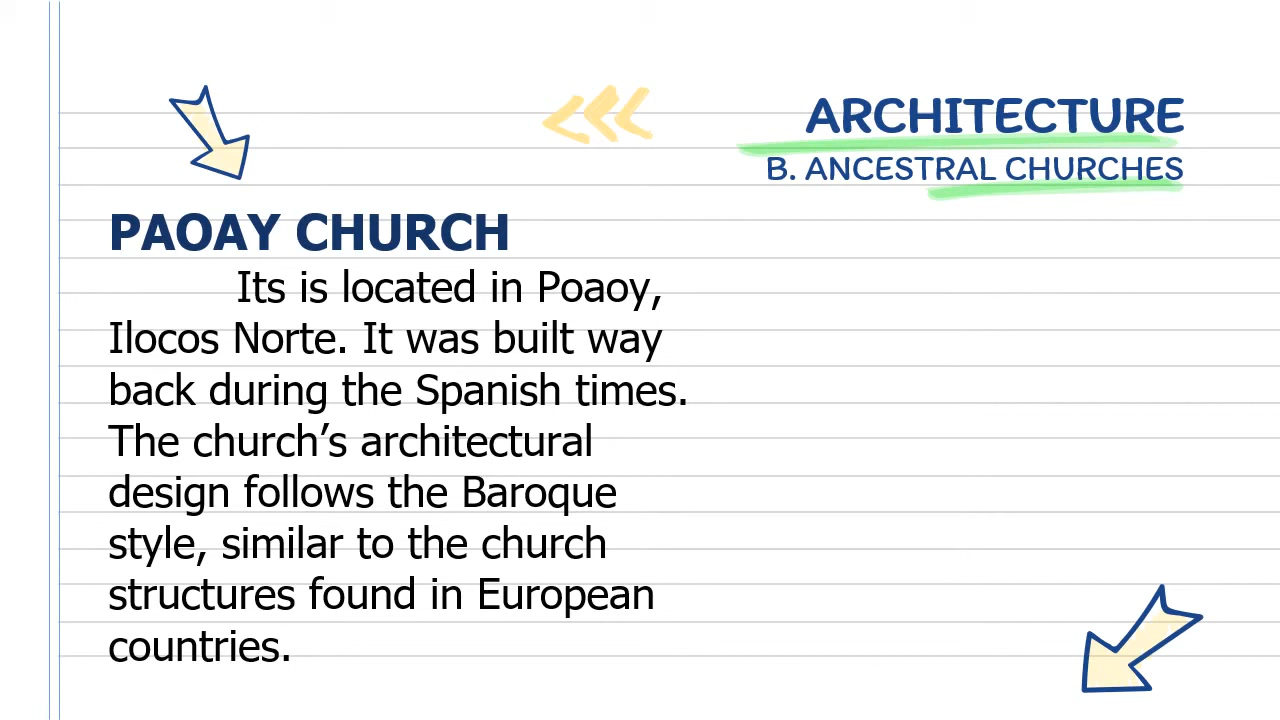 ARCHITECTURE
B. ANCESTRAL CHURCHES
PAOAY CHURCH
Its is located in Poaoy,
Ilocos Norte. It was built way
back during the Spanish times.
The church’s architectural
design follows the Baroque
style, similar to the church
structures found in European
countries.